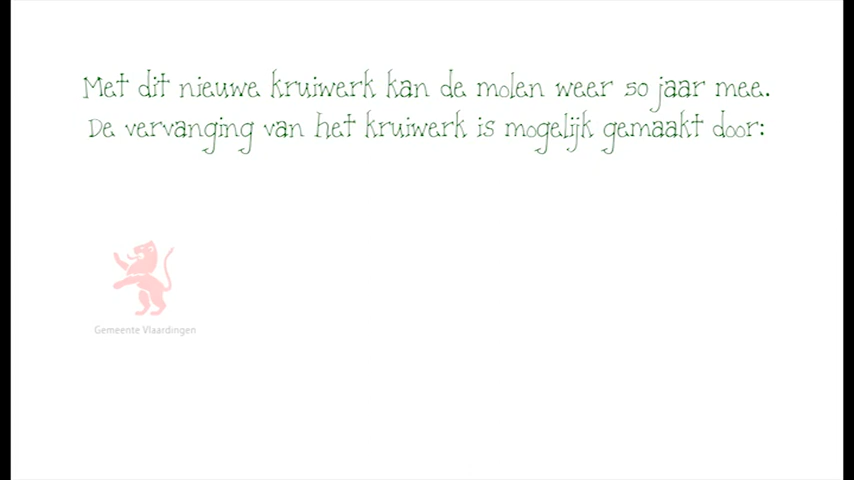 Met dit nieuwe kruiwerk kan de molen weer 50 jaar mee.
De vervanging van het kruiwerk is mogelijk gemaakt door:
Gemeente Vlaardingen